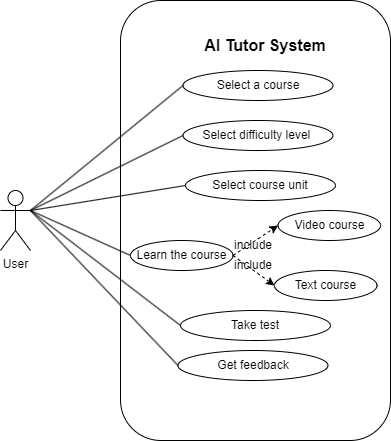 AI Tutor System
Select a course
Select difficulty level
Select course unit
Video course
include
Learn the course
include
Text course
User
Take test
Get feedback